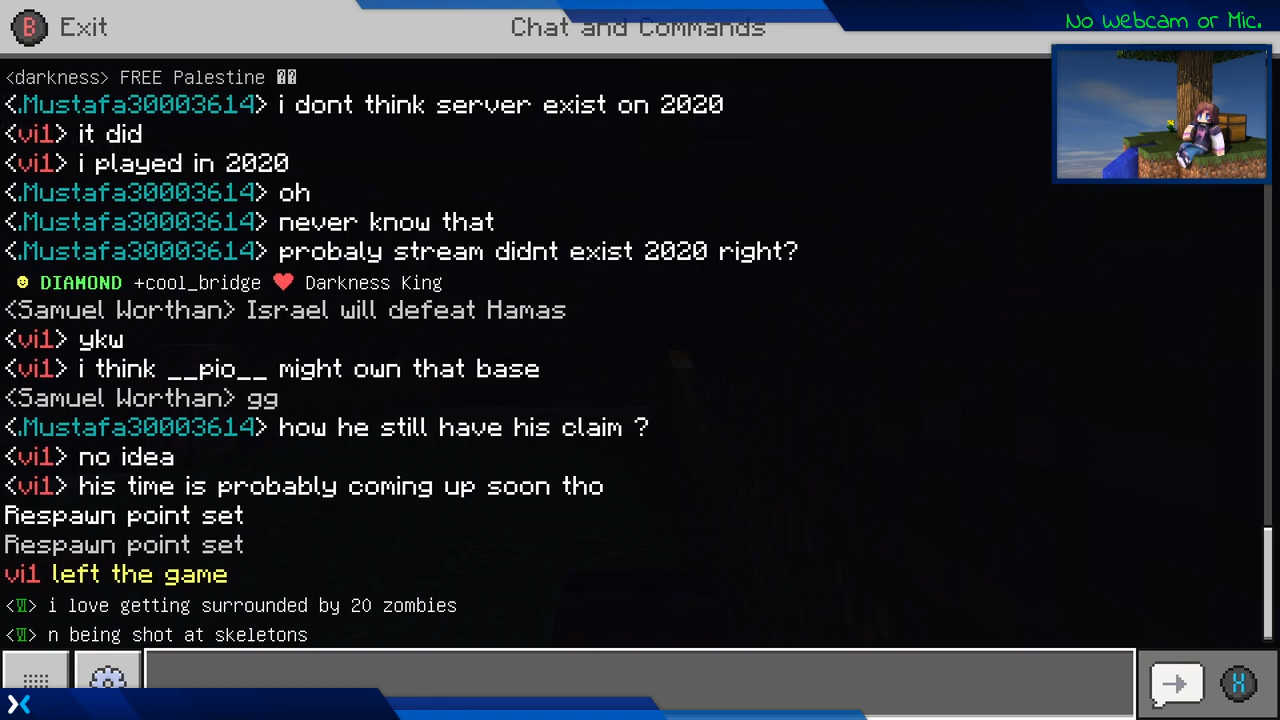 B Exit
Chat and Commands
No Webcam or Mic.
<darkness> FREE Palestine
<.Mustafa30003614> i dont think server exist on 2020
<vi1> it did
<vi1> i played in 2020
<.Mustafa30003614> oh
<.Mustafa30003614> never know that
<.Mustafa30003614> probaly stream didnt exist 2020 right?
DIAMOND +cool_bridge ❤ Darkness King
<Samuel Worthan> Israel will defeat Hamas
<vi1> ykw
<vi1> i think __pio__ might own that base
<Samuel Worthan> gg
<.Mustafa30003614> how he still have his claim ?
<vi1> no idea
<vi1> his time is probably coming up soon tho
Respawn point set
Respawn point set
vi1 left the game
<VI> i love getting surrounded by 20 zombies
<VI> n being shot at skeletons
X